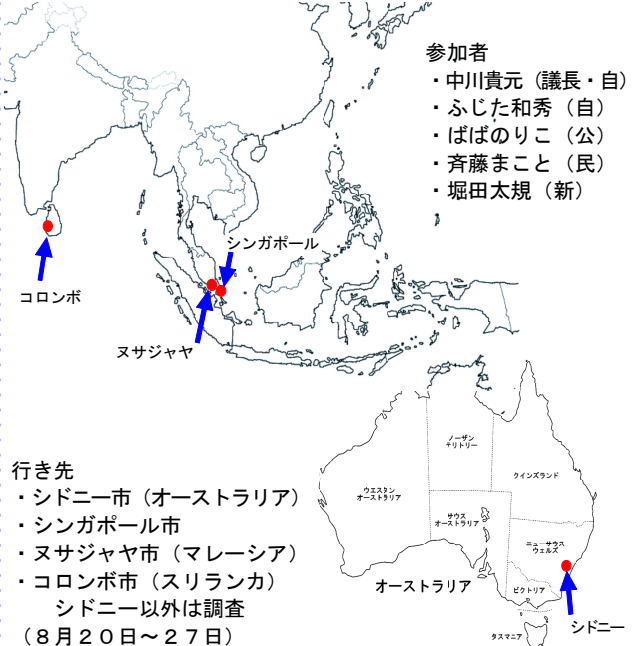 参加者
・中川貴元（議長・自）
・ふじた和秀（自）
・ばばのりこ（公）
・斉藤まこと（民）
・堀田太規（新）
シンガポール
コロンボ
ヌサジャヤ
行き先
・シドニー市（オーストラリア）
・シンガポール市
・ヌサジャヤ市（マレーシア）
・コロンボ市（スリランカ）
シドニー以外は調査
（８月２０日～２７日）
ノーザン
テリトリー
クインズランド
ウエスタン
オーストラリア
サウス
オーストラリア
ニューサウス
ウェルズ
オーストラリア
ビクトリア
シドニー
タスマニア